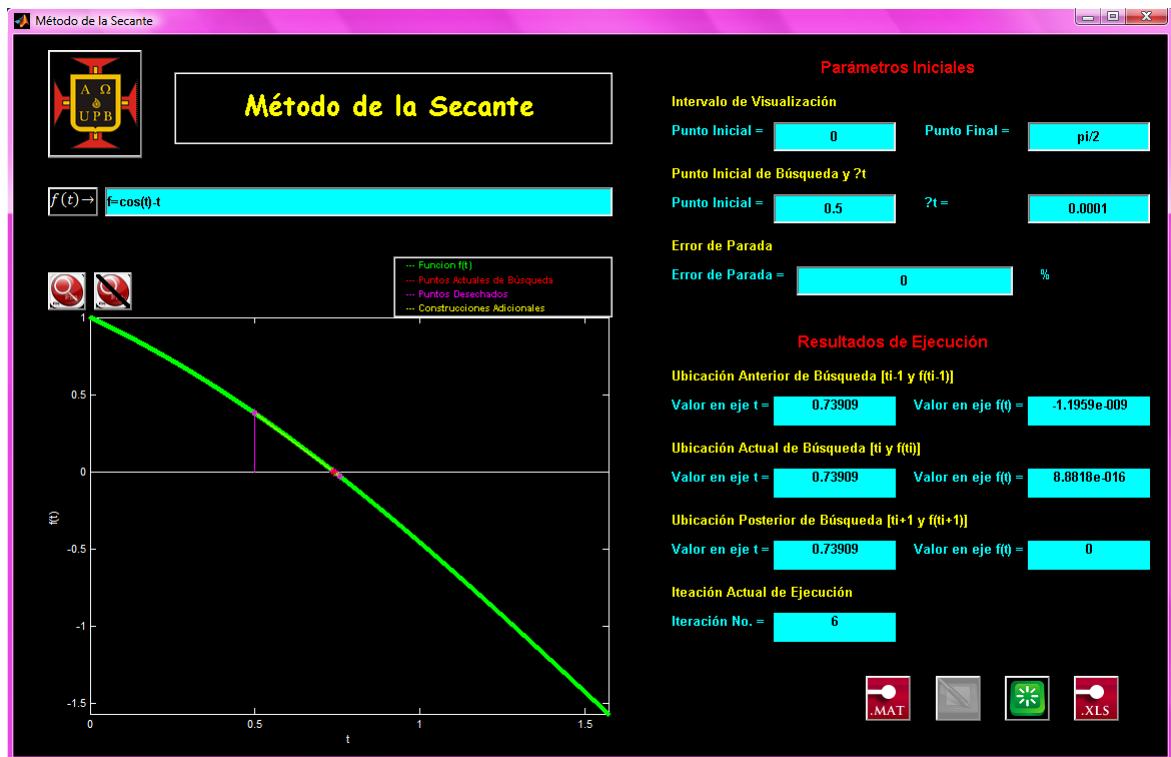 Método de la Secante
A Ω
UPB
Método de la Secante
f(t)→
f=cos(t)-t
--- Funcion f(t)
--- Puntos Actuales de Búsqueda
--- Puntos Desechados
--- Construcciones Adicionales
1
0.5
0
-0.5
-1
-1.5
f(t)
0
0.5
1
1.5
t
Parámetros Iniciales
Intervalo de Visualización
Punto Inicial = 0 Punto Final = pi/2
Punto Inicial de Búsqueda y ?t
Punto Inicial = 0.5 ?t = 0.0001
Error de Parada
Error de Parada = 0 %
Resultados de Ejecución
Ubicación Anterior de Búsqueda [ti-1 y f(ti-1)]
Valor en eje t = 0.73909 Valor en eje f(t) = -1.1959e-009
Ubicación Actual de Búsqueda [ti y f(ti)]
Valor en eje t = 0.73909 Valor en eje f(t) = 8.8818e-016
Ubicación Posterior de Búsqueda [ti+1 y f(ti+1)]
Valor en eje t = 0.73909 Valor en eje f(t) = 0
Iteación Actual de Ejecución
Iteración No. = 6
.MAT
.XLS